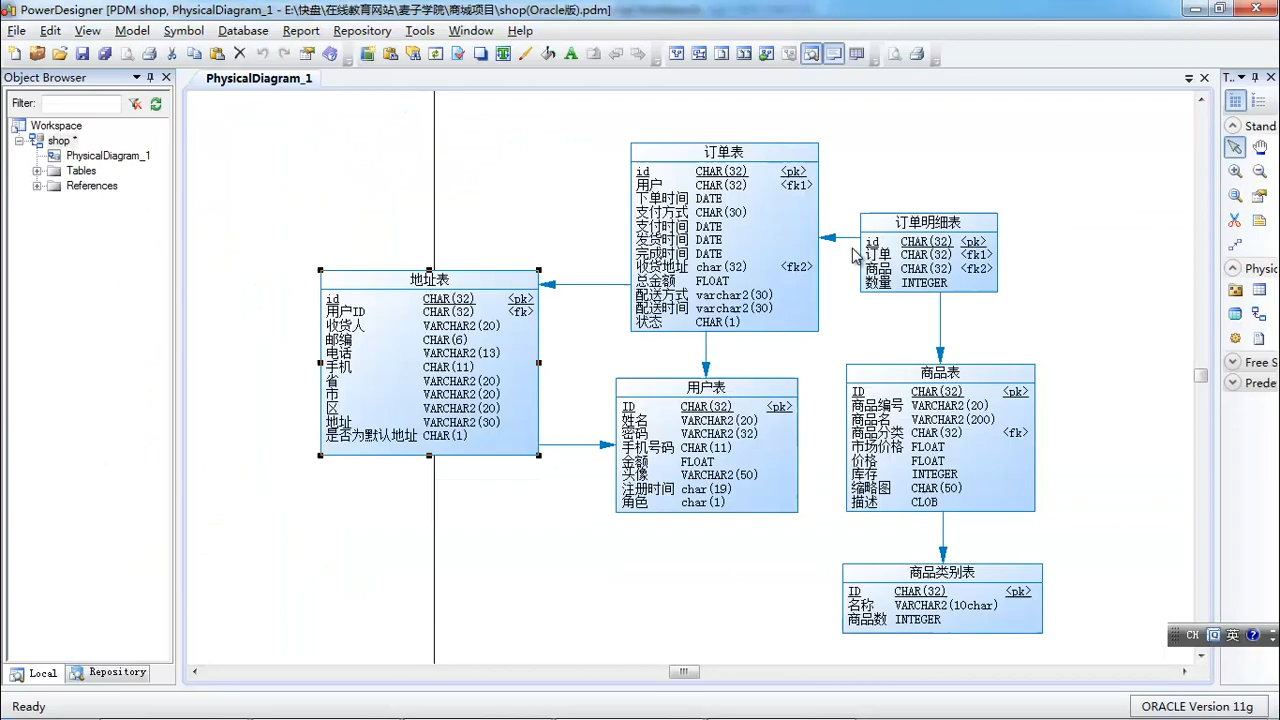 PowerDesigner [PDM shop, PhysicalDiagram_1 - E:\快盘\在线教育网站\麦子学院\商城项目\shop(Oracle版).pdm]
File Edit View Model Symbol Database Report Repository Tools Window Help
Object Browser
PhysicalDiagram_1
T..
Filter:
Workspace
shop *
PhysicalDiagram_1
Tables
References
Stand
Physic
Free S
Prede
订单表
id CHAR(32) <pk>
用户 CHAR(32) <fk1>
下单时间 DATE
支付方式 CHAR(30)
支付时间 DATE
发货时间 DATE
完成时间 DATE
收货地址 char(32) <fk2>
总金额 FLOAT
配送方式 varchar2(30)
配送时间 varchar2(30)
状态 CHAR(1)
订单明细表
id CHAR(32) <pk>
订单 CHAR(32) <fk1>
商品 CHAR(32) <fk2>
数量 INTEGER
地址表
id CHAR(32) <pk>
用户ID CHAR(32) <fk>
收货人 VARCHAR2(20)
邮编 CHAR(6)
电话 VARCHAR2(13)
手机 CHAR(11)
省 VARCHAR2(20)
市 VARCHAR2(20)
区 VARCHAR2(20)
地址 VARCHAR2(30)
是否为默认地址 CHAR(1)
用户表
ID CHAR(32) <pk>
姓名 VARCHAR2(20)
密码 VARCHAR2(32)
手机号码 CHAR(11)
金额 FLOAT
头像 VARCHAR2(50)
注册时间 char(19)
角色 char(1)
商品表
ID CHAR(32) <pk>
商品编号 VARCHAR2(20)
商品名 VARCHAR2(200)
商品分类 CHAR(32) <fk>
市场价格 FLOAT
价格 FLOAT
库存 INTEGER
缩略图 CHAR(50)
描述 CLOB
商品类别表
ID CHAR(32) <pk>
名称 VARCHAR2(10char)
商品数 INTEGER
CH 英
Local Repository
Ready
ORACLE Version 11g